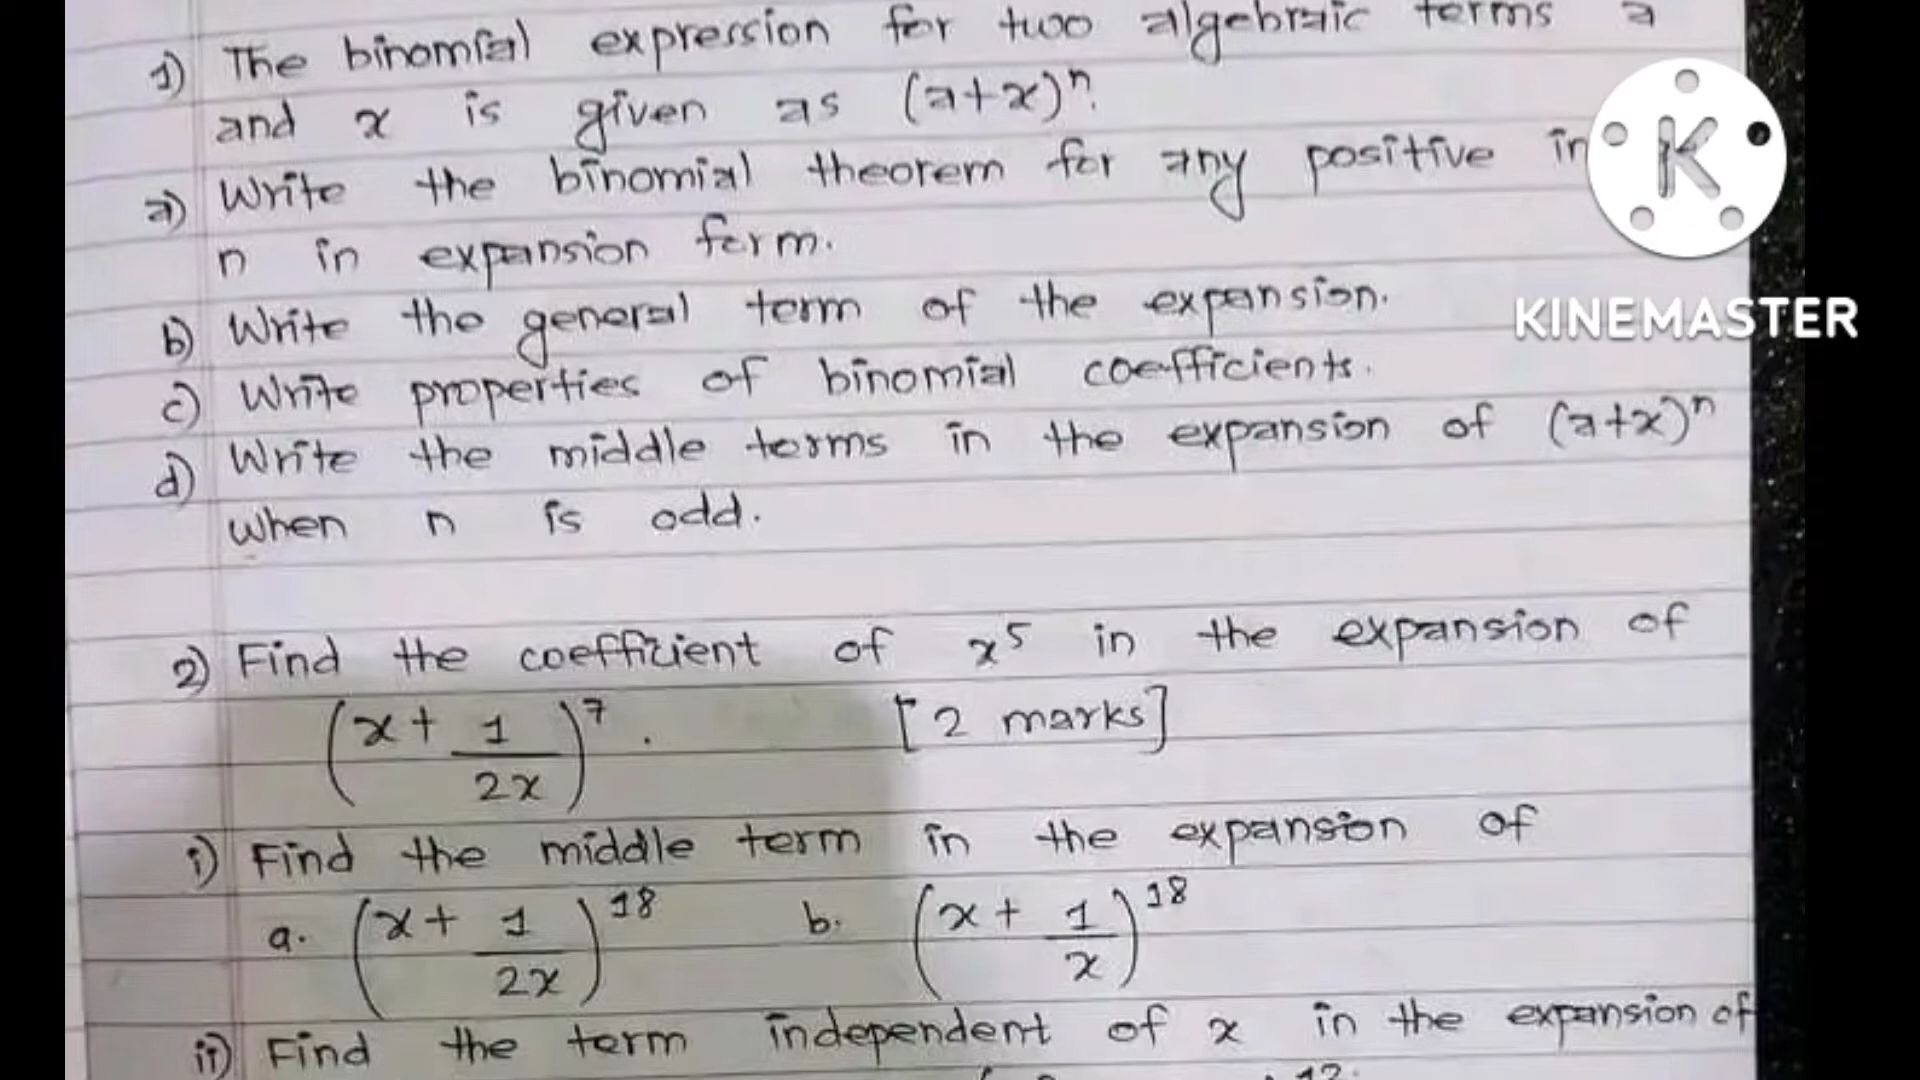 1) The binomial expression for two algebraic terms a
and x is given as (a+x)ⁿ.
a) Write the binomial theorem for any positive in
n in expansion form.
b) Write the general term of the expansion.
c) Write properties of binomial coefficients.
d) Write the middle terms in the expansion of (a+x)ⁿ
when n is odd.
2) Find the coefficient of x⁵ in the expansion of
(x + 1/2x)⁷. [2 marks]
i) Find the middle term in the expansion of
a. (x + 1/2x)¹⁸ b. (x + 1/x)¹⁸
ii) Find the term independent of x in the expansion of
K
KINEMASTER